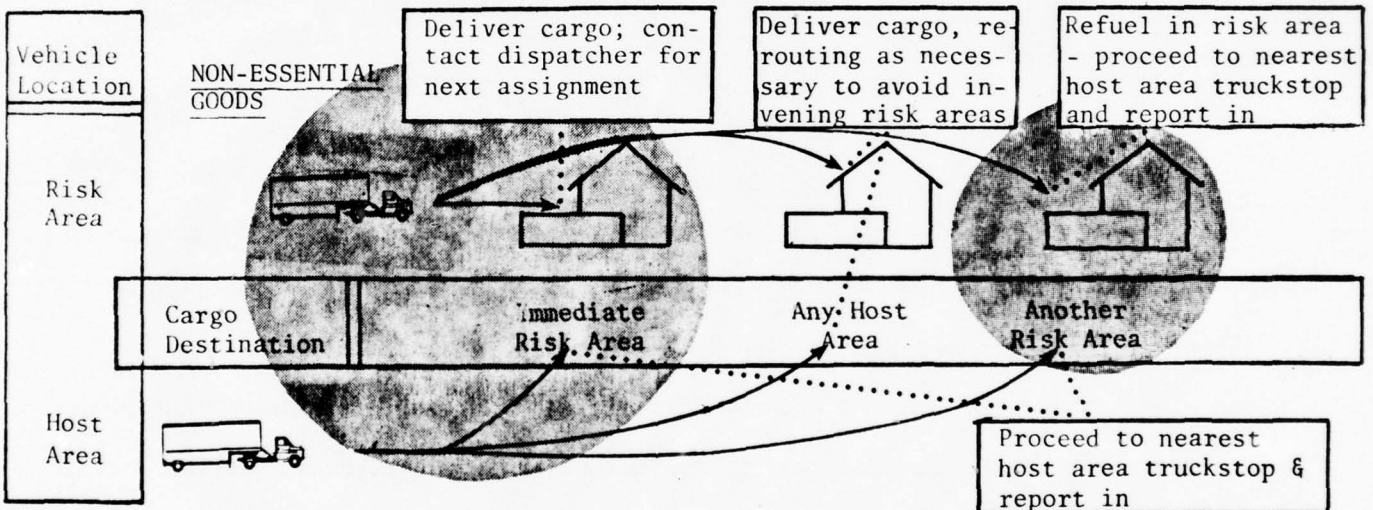 Vehicle
Location
NON-ESSENTIAL
GOODS
Deliver cargo; con-
tact dispatcher for
next assignment
Deliver cargo, re-
routing as neces-
sary to avoid in-
vening risk areas
Refuel in risk area
- proceed to nearest
host area truckstop
and report in
Risk
Area
Cargo
Destination
Immediate
Risk Area
Any Host
Area
Another
Risk Area
Host
Area
Proceed to nearest
host area truckstop &
report in